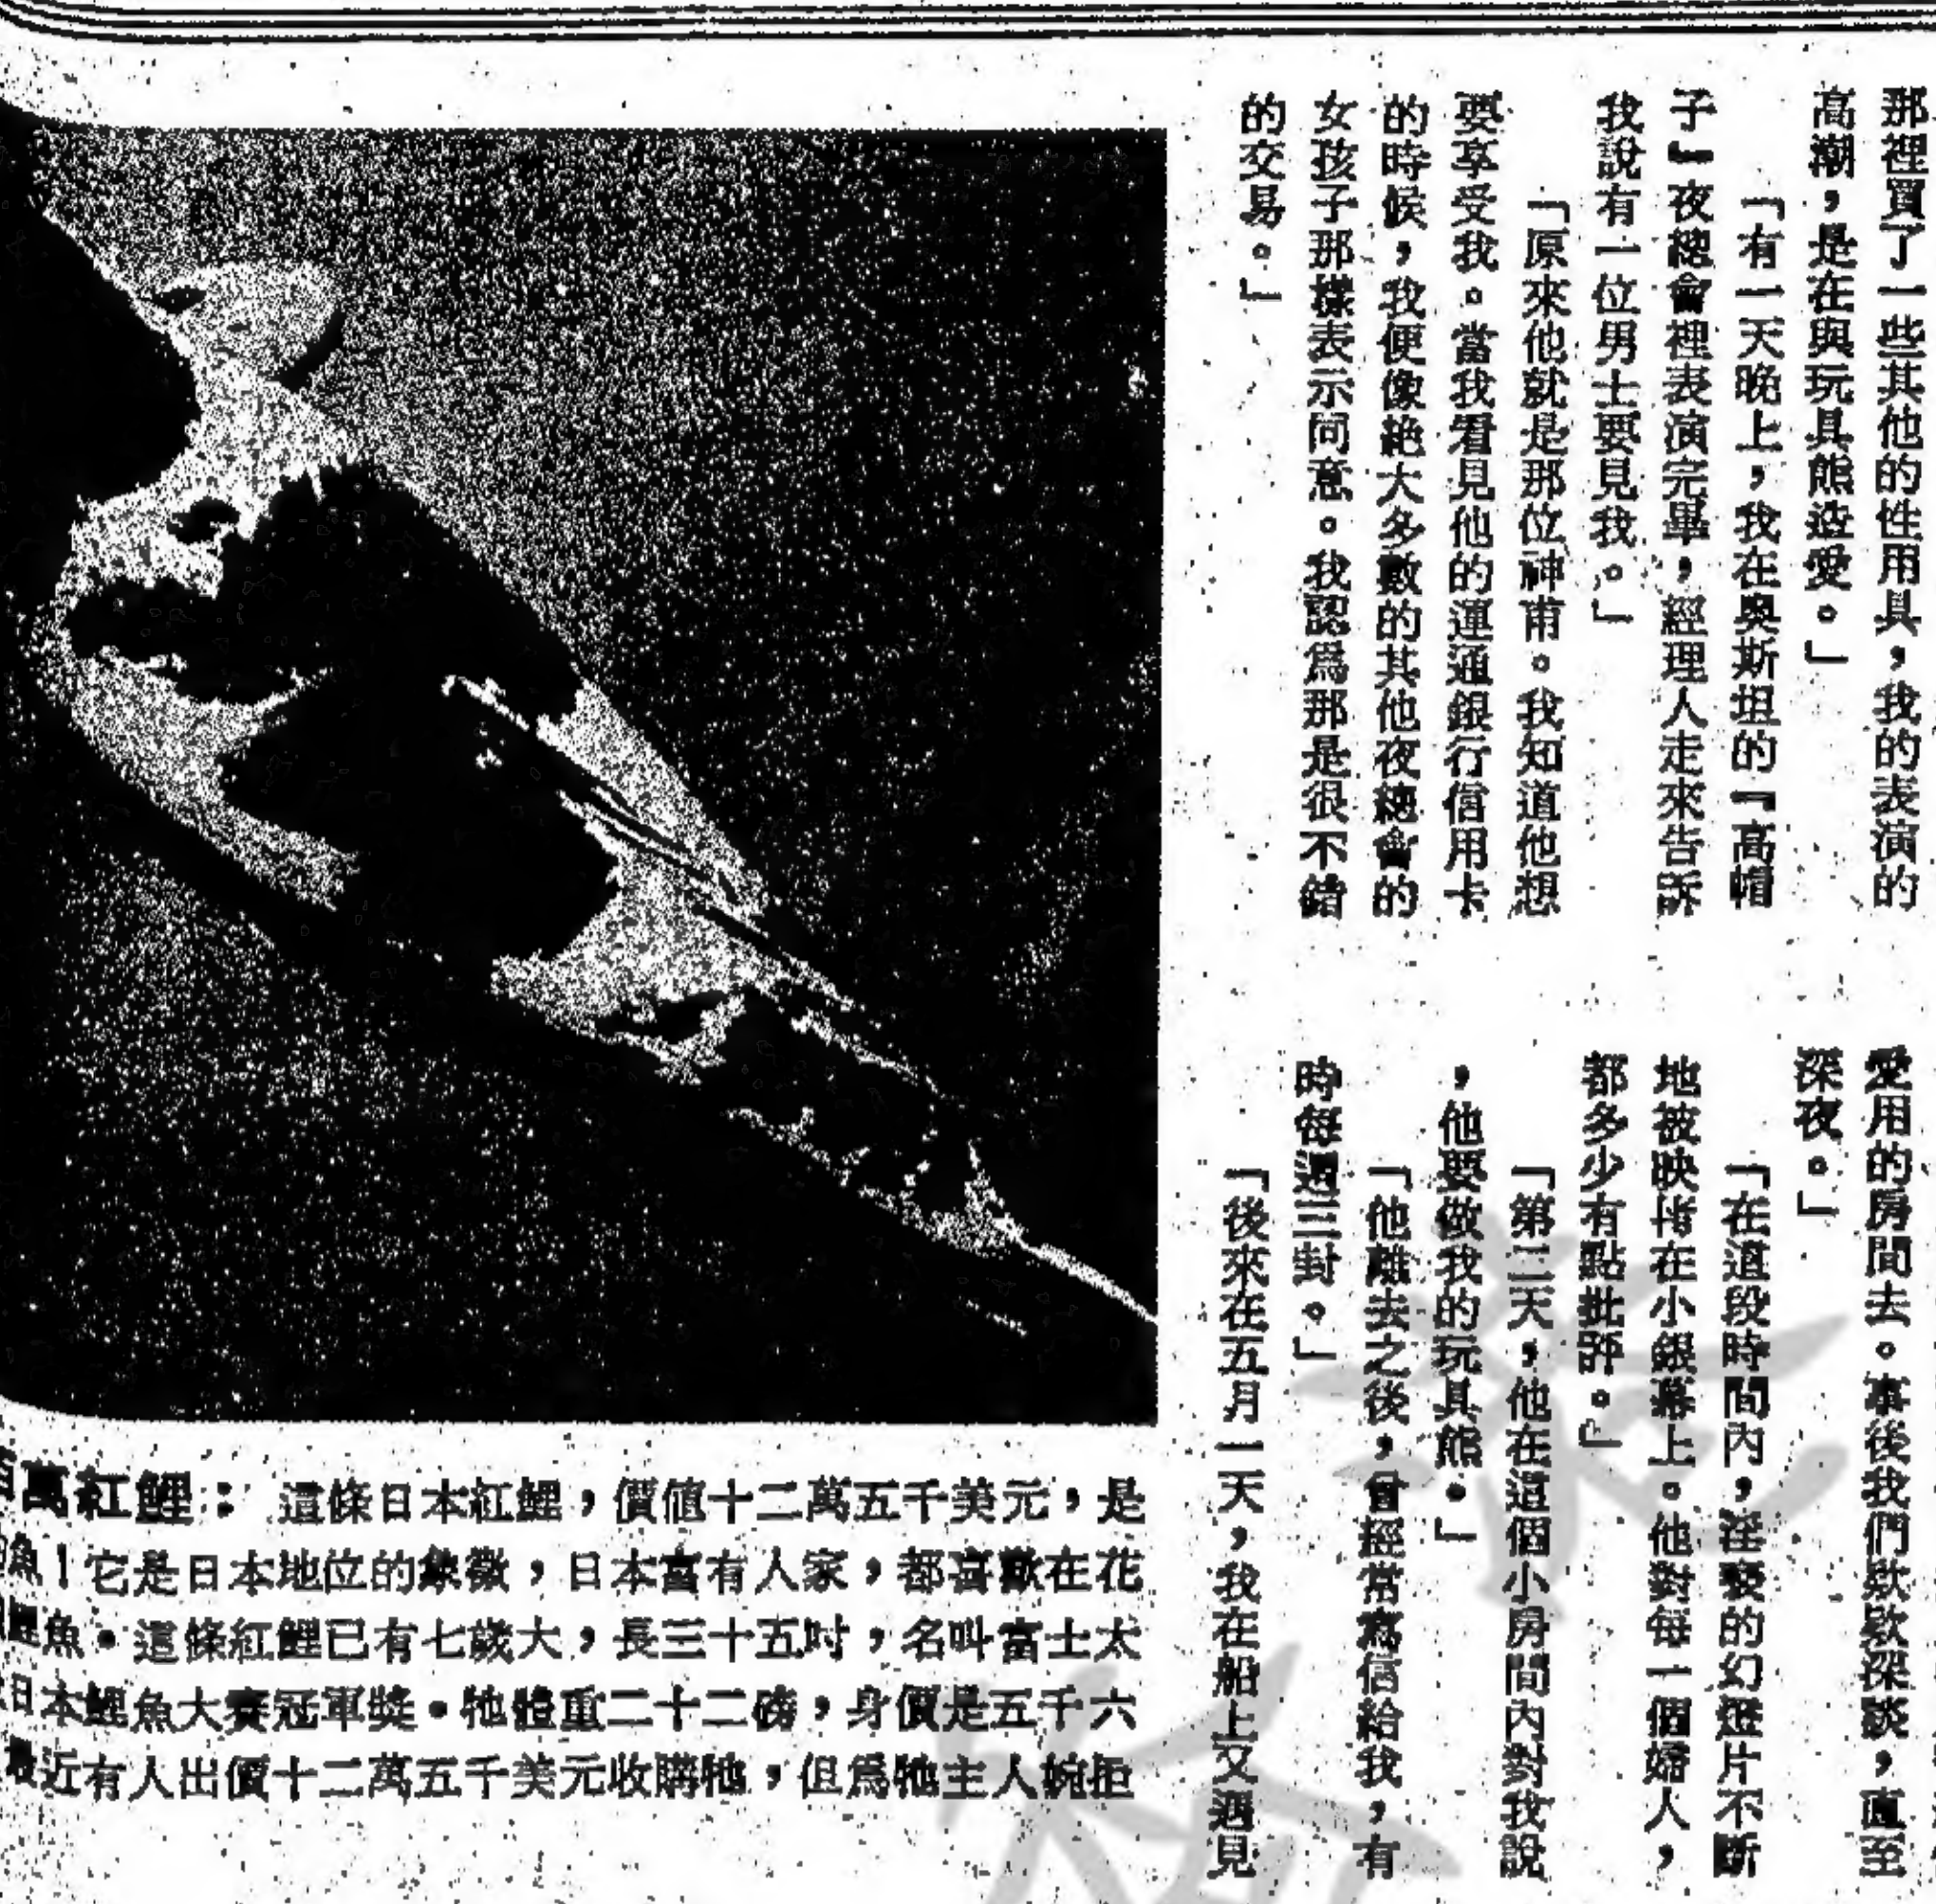 那裡買了一些其他的性用具，我的表演的
高潮，是在與玩具熊造愛。」
「有一天晚上，我在奧斯坦的『高帽
子』夜總會裡表演完畢，經理人走來告訴
我說有一位男士要見我。」
「原來他就是那位神甫。我知道他想
要享受我。當我看見他的運通銀行信用卡
的時候，我便像絶大多數的其他夜總會的
女孩子那樣表示同意。我認爲那是很不錯
的交易。」
愛用的房間去。事後我們欵欵深談，直至
深夜。」
「在這段時間內，淫褻的幻燈片不斷
地被映射在小銀幕上。他對每一個婦人，
都多少有點批評。』
「第二天，他在這個小房間內對我說
，他要做我的玩具熊。」
「他離去之後，曾經常寫信給我，有
時每週三封。」
「後來在五月一天，我在船上又遇見
百萬紅鯉：這條日本紅鯉，價値十二萬五千美元，是
魚！它是日本地位的象徵，日本富有人家，都喜歡在花
鯉魚。這條紅鯉已有七歲大，長三十五吋，名叫富士太
日本鯉魚大賽冠軍獎。牠體重二十二磅，身價是五千六
最近有人出價十二萬五千美元收購牠，但爲牠主人婉拒